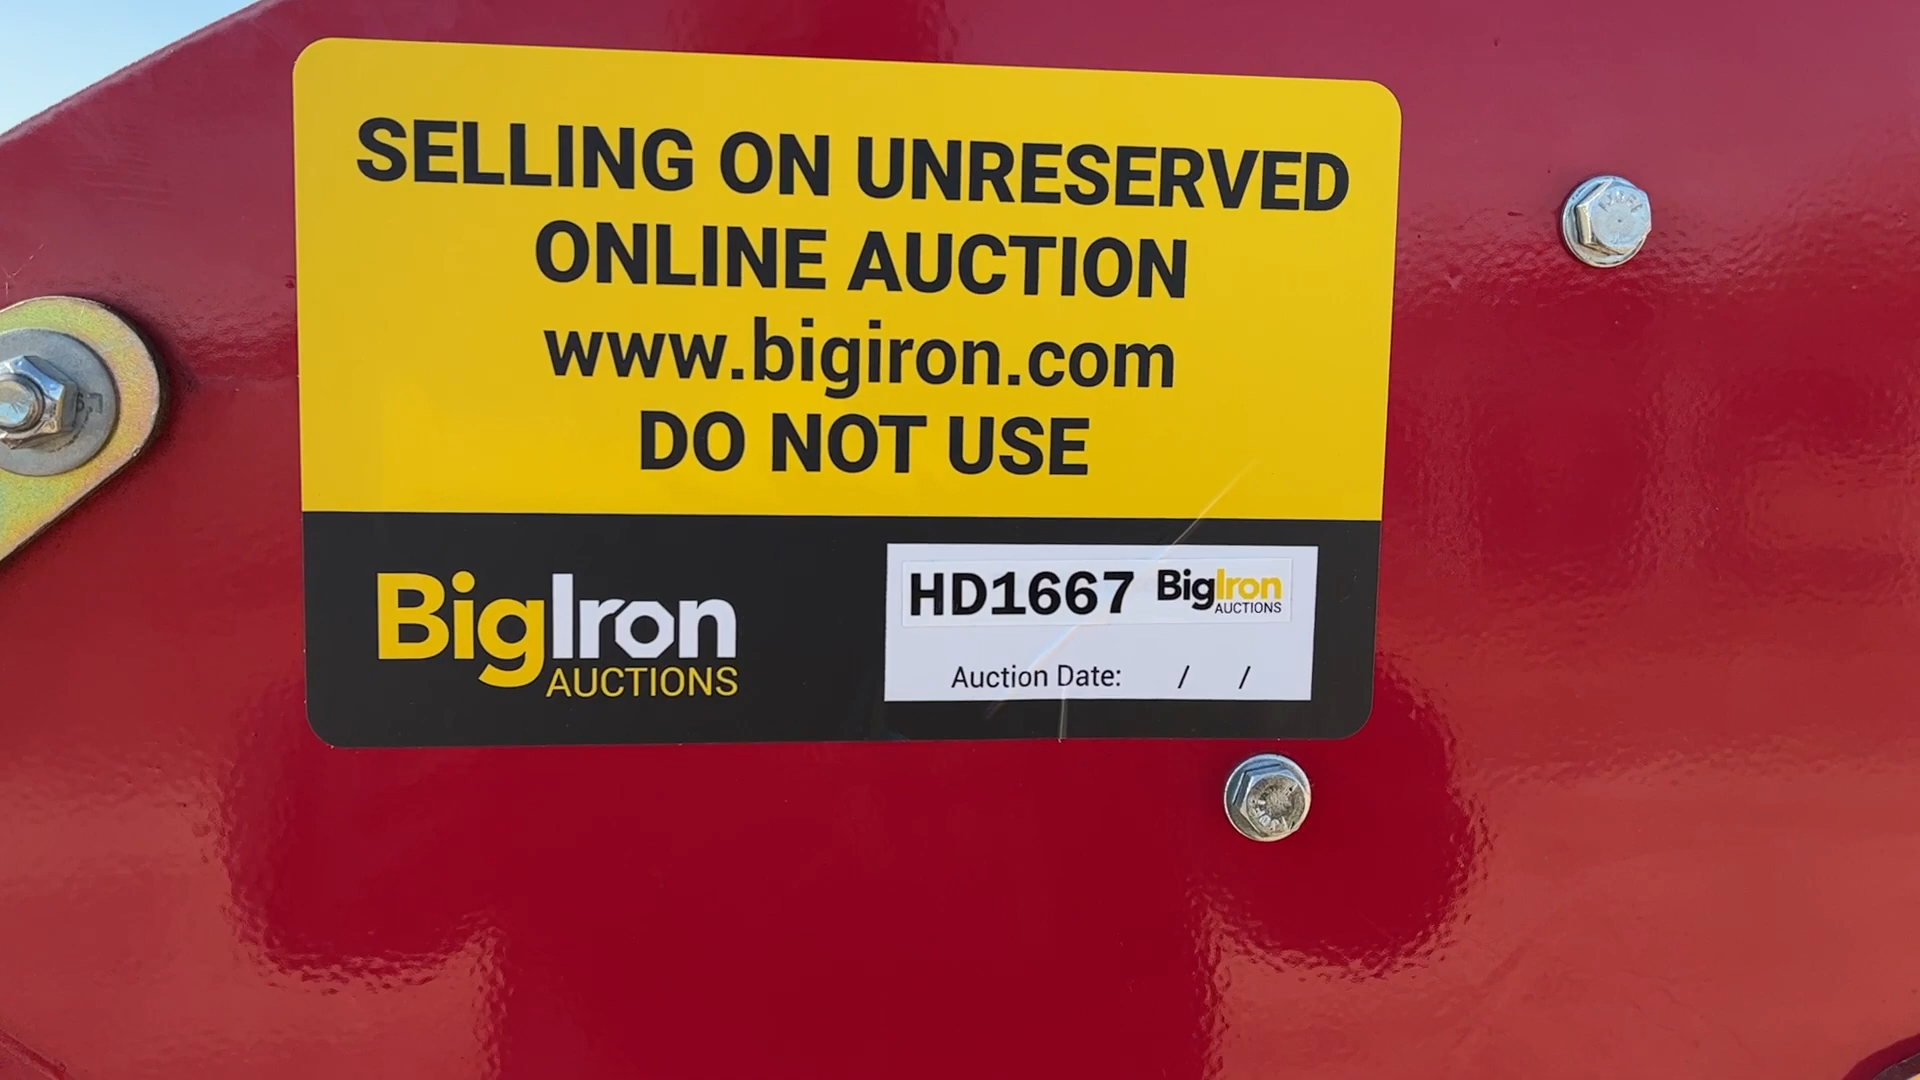 SELLING ON UNRESERVED
ONLINE AUCTION
www.bigiron.com
DO NOT USE
BigIron
AUCTIONS
HD1667 BigIron
AUCTIONS
Auction Date: / /